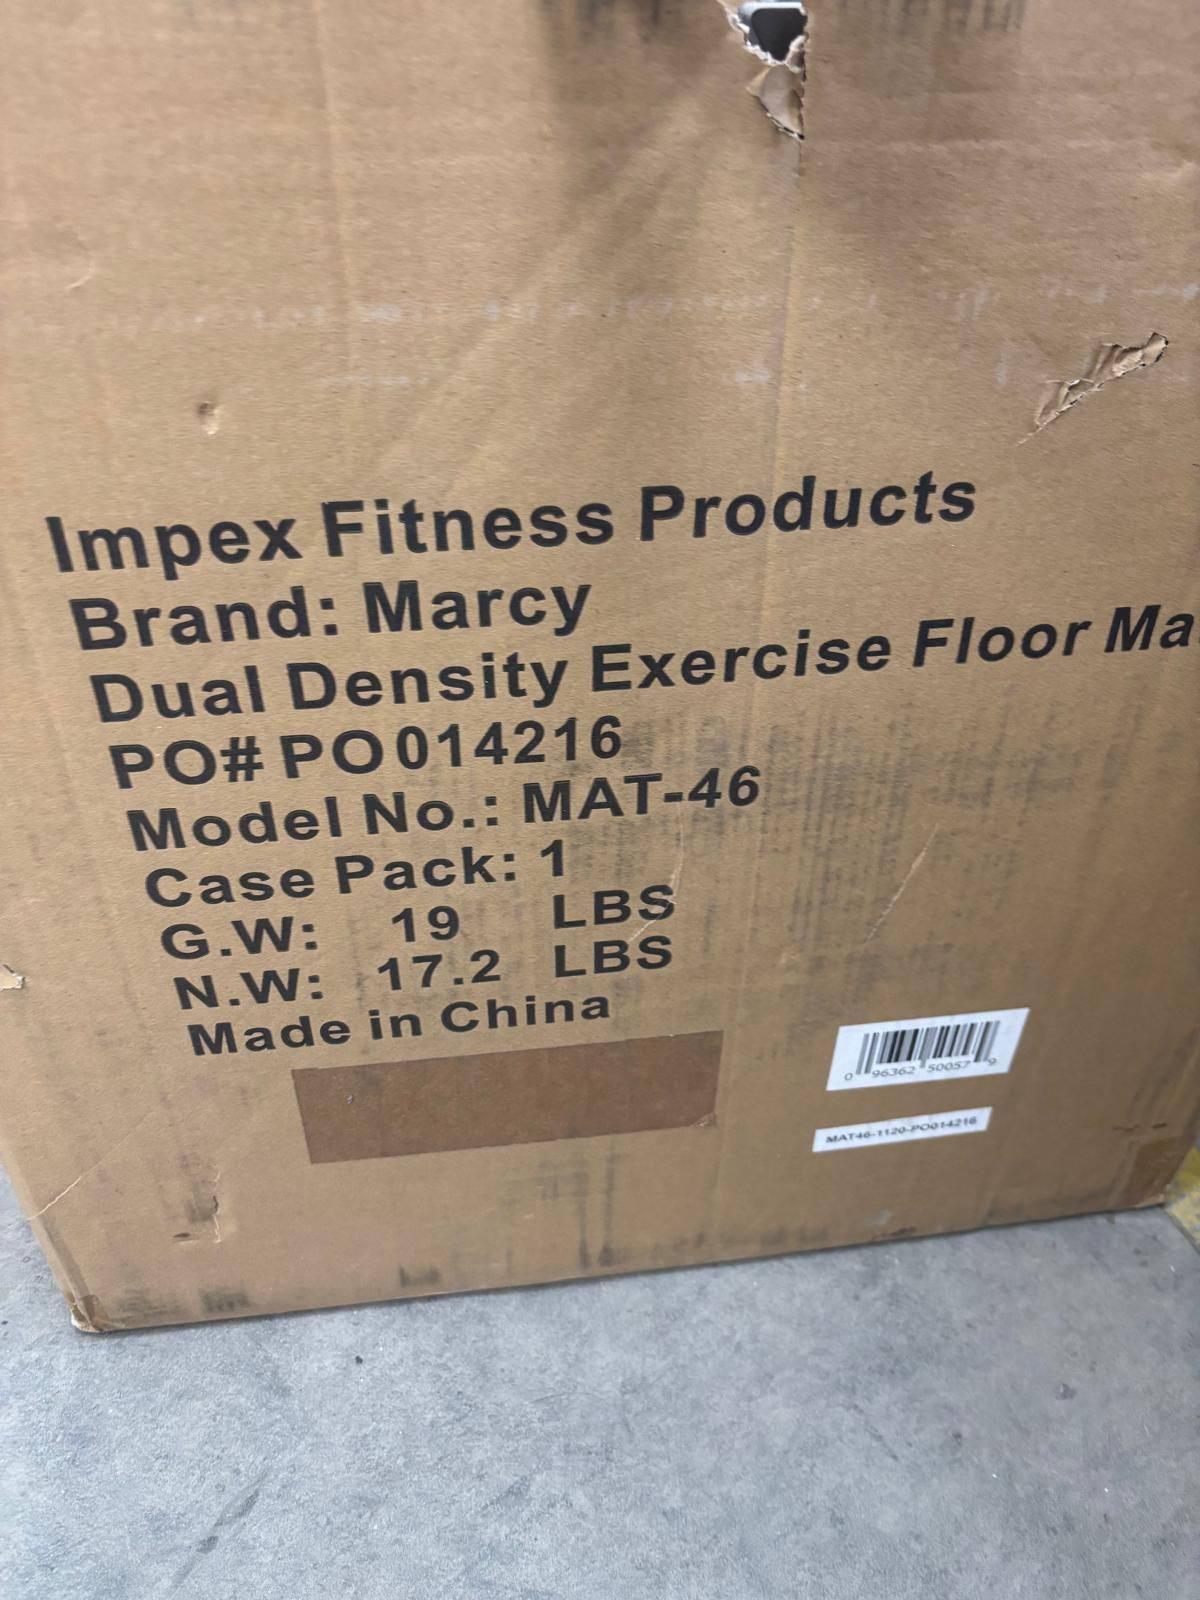 Impex Fitness Products
Brand: Marcy
Dual Density Exercise Floor Ma
PO# PO014216
Model No.: MAT-46
Case Pack: 1
G.W: 19 LBS
N.W: 17.2 LBS
Made in China
0 96362 50057 9
MAT46-1120-PO014216